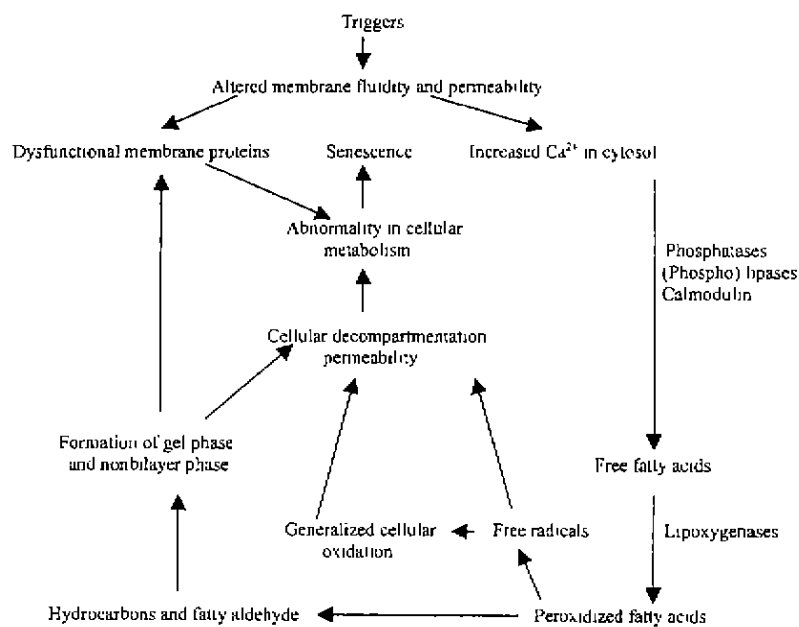 Triggers
Altered membrane fluidity and permeability
Dysfunctional membrane proteins
Senescence
Increased Ca²⁺ in cytosol
Abnormality in cellular
metabolism
Phosphatases
(Phospho) lipases
Calmodulin
Cellular decompartmentation
permeability
Formation of gel phase
and nonbilayer phase
Free fatty acids
Generalized cellular
oxidation
Free radicals
Lipoxygenases
Hydrocarbons and fatty aldehyde
Peroxidized fatty acids